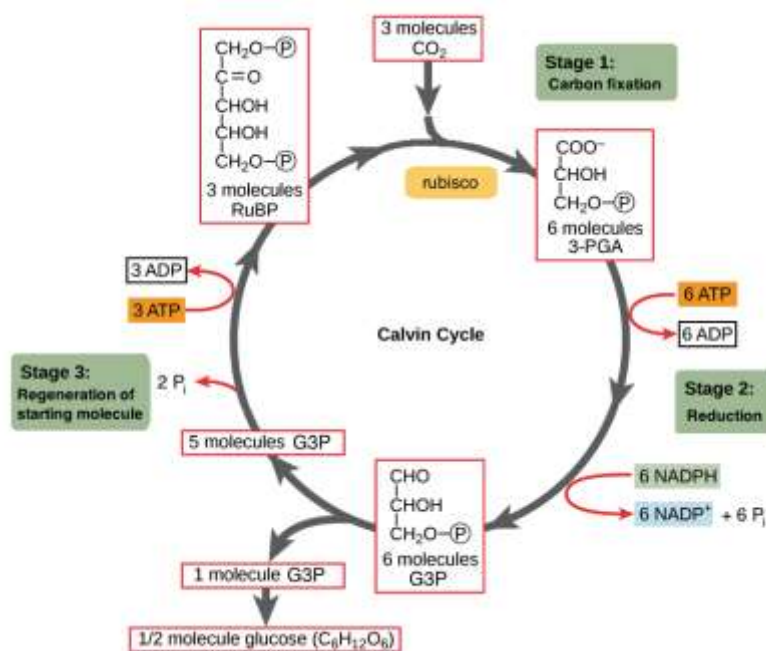 3 molecules
CO₂
Stage 1:
Carbon fixation
CH₂O–Ⓟ
C=O
CHOH
CHOH
CH₂O–Ⓟ
3 molecules
RuBP
rubisco
COO⁻
CHOH
CH₂O–Ⓟ
6 molecules
3-PGA
3 ADP
3 ATP
6 ATP
6 ADP
Calvin Cycle
Stage 3:
Regeneration of
starting molecule
2 Pᵢ
Stage 2:
Reduction
5 molecules G3P
6 NADPH
6 NADP⁺ + 6 Pᵢ
CHO
CHOH
CH₂O–Ⓟ
6 molecules
G3P
1 molecule G3P
1/2 molecule glucose (C₆H₁₂O₆)